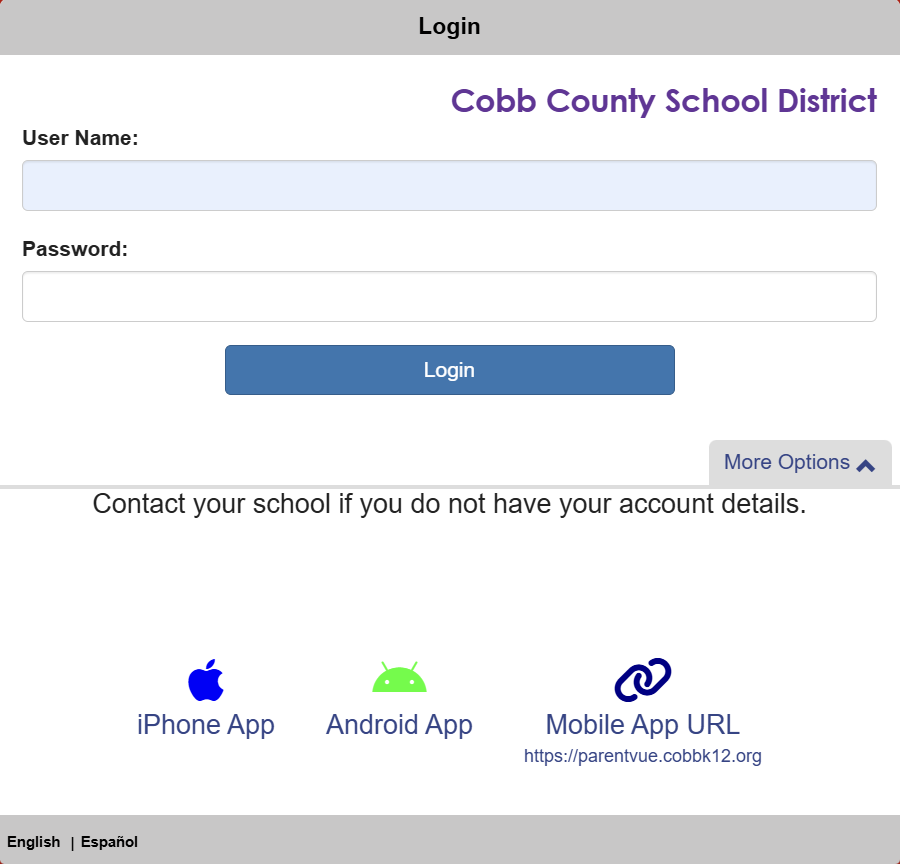 Login
Cobb County School District
User Name:
Password:
Login
More Options
Contact your school if you do not have your account details.
iPhone App
Android App
Mobile App URL
https://parentvue.cobbk12.org
English | Español